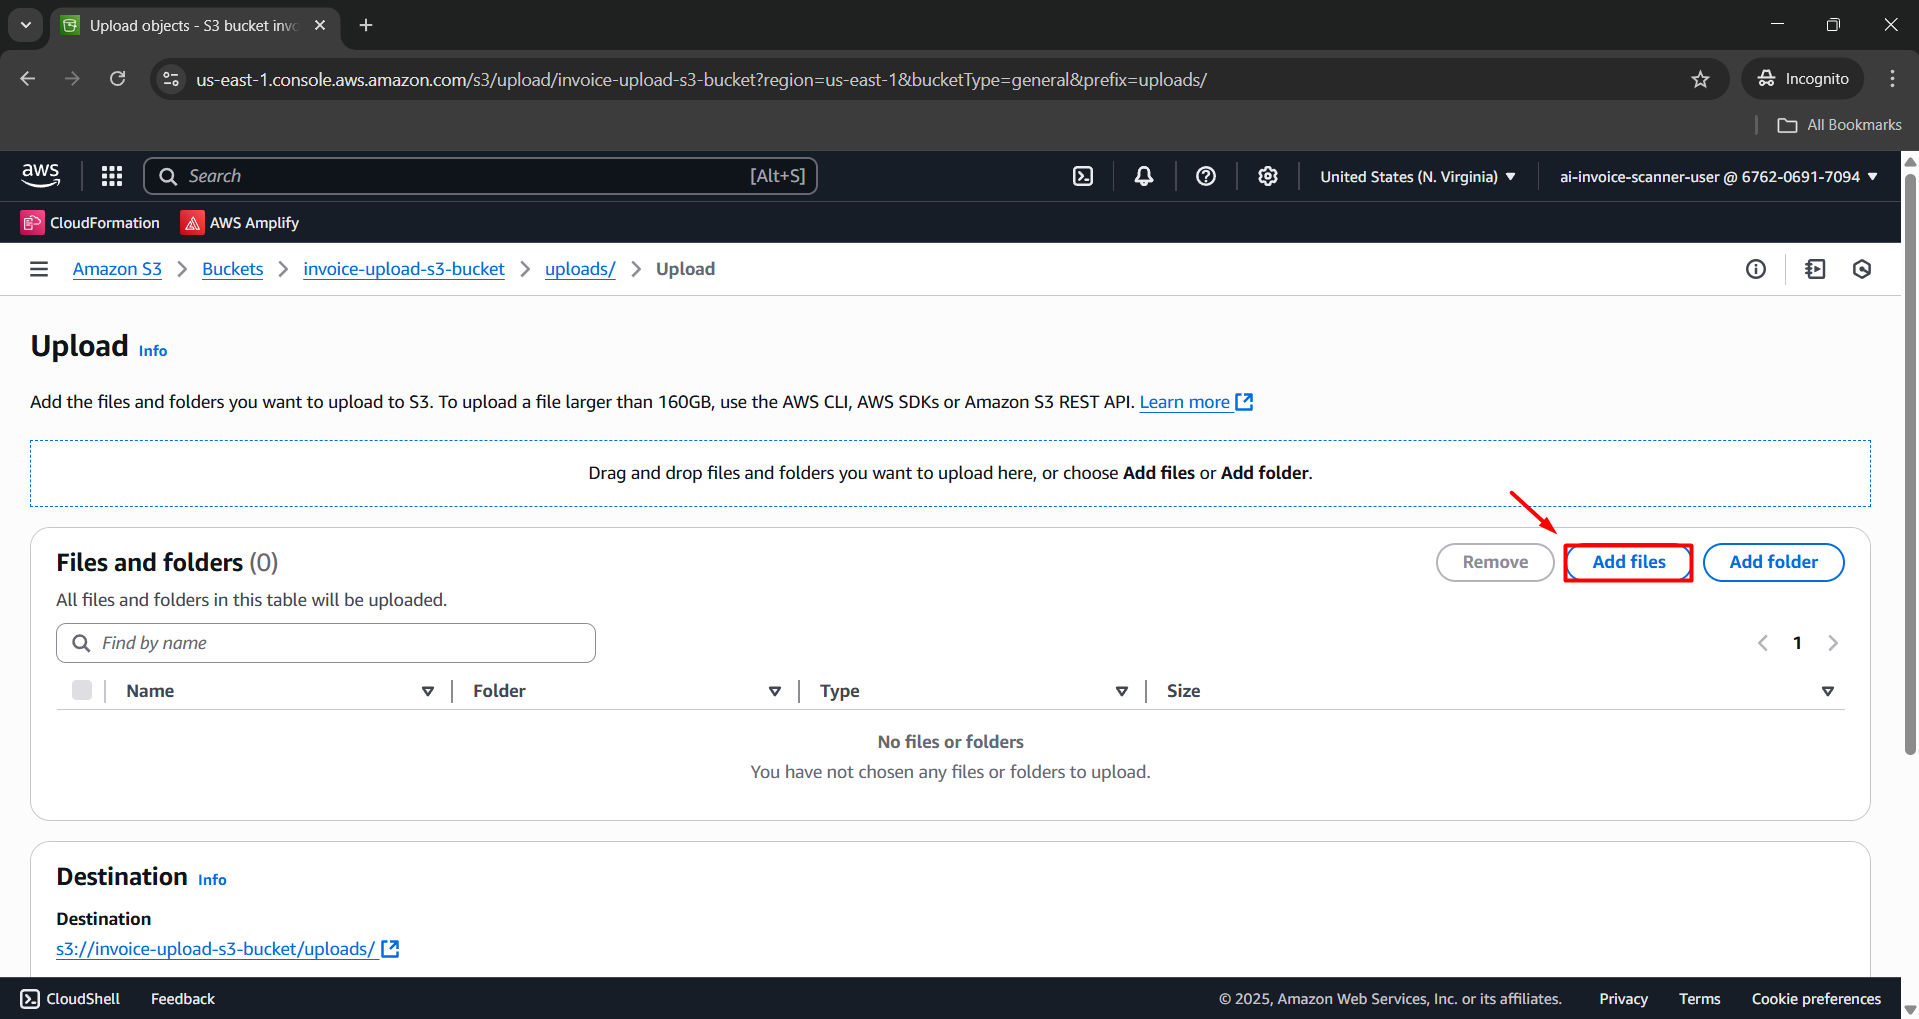 Upload objects - S3 bucket invo
us-east-1.console.aws.amazon.com/s3/upload/invoice-upload-s3-bucket?region=us-east-1&bucketType=general&prefix=uploads/
Incognito
All Bookmarks
aws
Search
[Alt+S]
United States (N. Virginia)
ai-invoice-scanner-user @ 6762-0691-7094
CloudFormation
AWS Amplify
Amazon S3
Buckets
invoice-upload-s3-bucket
uploads/
Upload
Upload Info
Add the files and folders you want to upload to S3. To upload a file larger than 160GB, use the AWS CLI, AWS SDKs or Amazon S3 REST API. Learn more
Drag and drop files and folders you want to upload here, or choose Add files or Add folder.
Files and folders (0)
Remove
Add files
Add folder
All files and folders in this table will be uploaded.
Find by name
1
Name
Folder
Type
Size
No files or folders
You have not chosen any files or folders to upload.
Destination Info
Destination
s3://invoice-upload-s3-bucket/uploads/
CloudShell
Feedback
© 2025, Amazon Web Services, Inc. or its affiliates.
Privacy
Terms
Cookie preferences